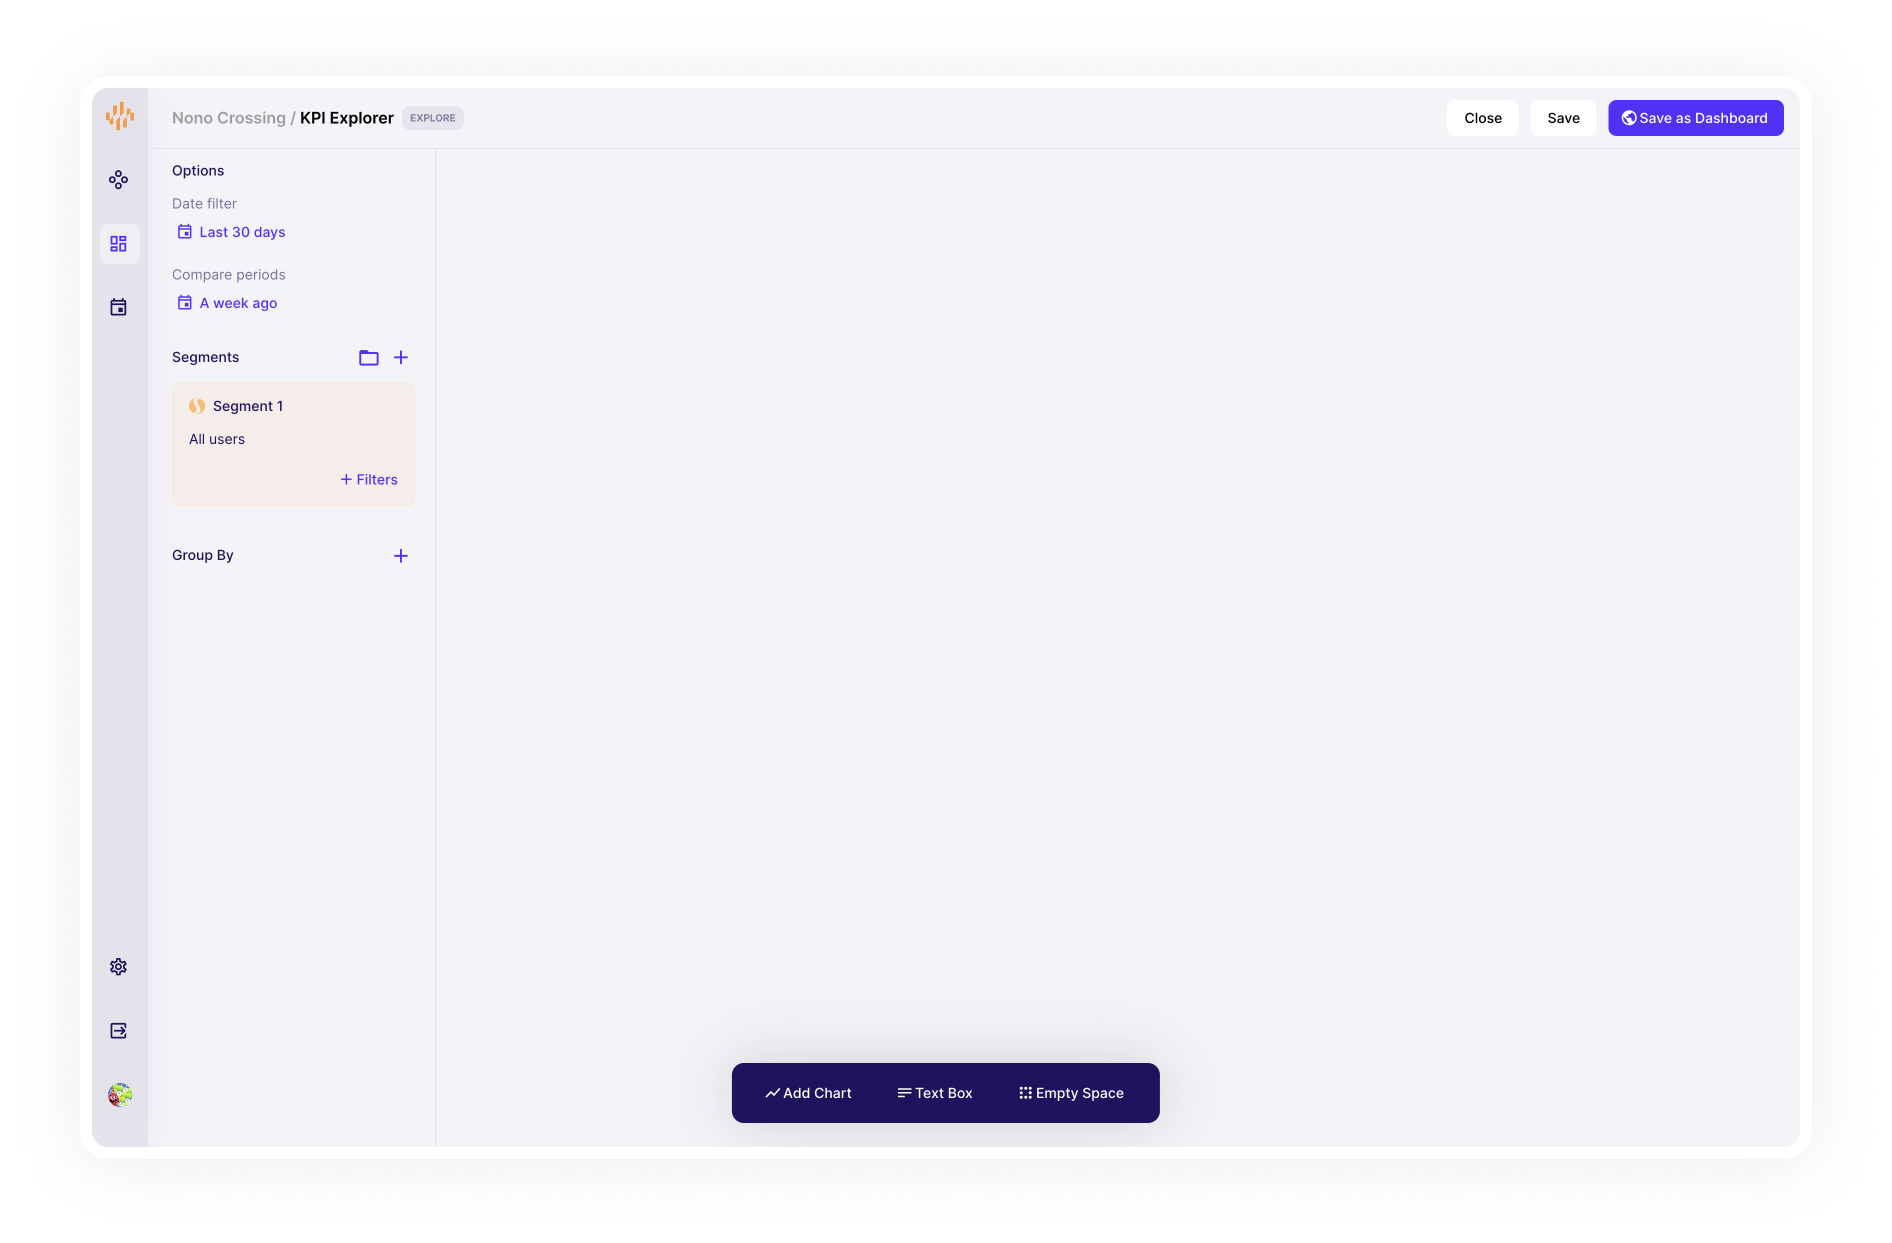 Nono Crossing / KPI Explorer EXPLORE
Close
Save
Save as Dashboard
Options
Date filter
Last 30 days
Compare periods
A week ago
Segments
Segment 1
All users
+ Filters
Group By
Add Chart
Text Box
Empty Space